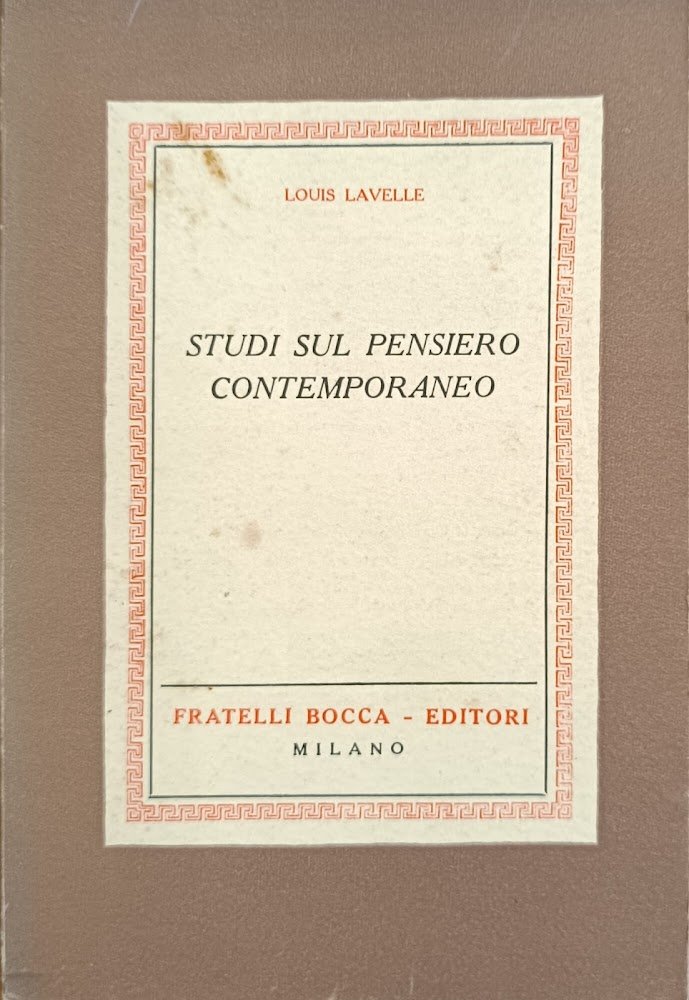 LOUIS LAVELLE
STUDI SUL PENSIERO
CONTEMPORANEO
FRATELLI BOCCA - EDITORI
MILANO